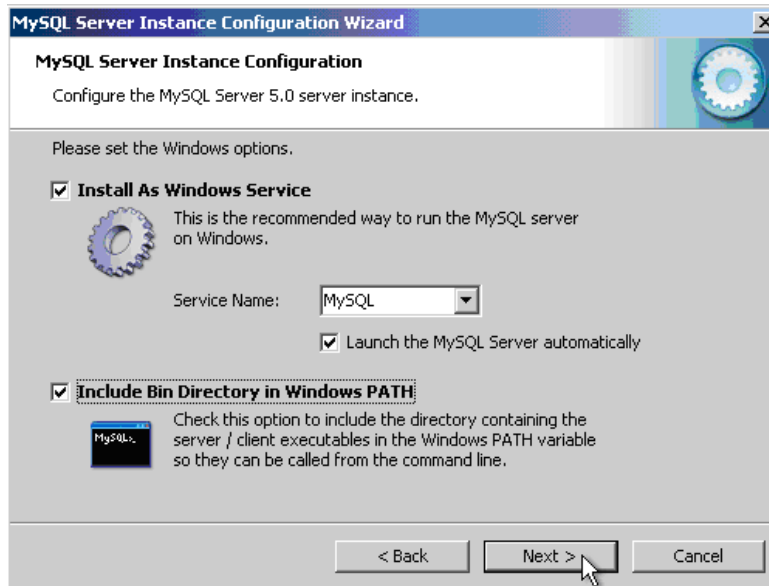 MySQL Server Instance Configuration Wizard
MySQL Server Instance Configuration
Configure the MySQL Server 5.0 server instance.
Please set the Windows options.
Install As Windows Service
This is the recommended way to run the MySQL server
on Windows.
Service Name:
MySQL
Launch the MySQL Server automatically
Include Bin Directory in Windows PATH
MySQL>_
Check this option to include the directory containing the
server / client executables in the Windows PATH variable
so they can be called from the command line.
< Back
Next >
Cancel